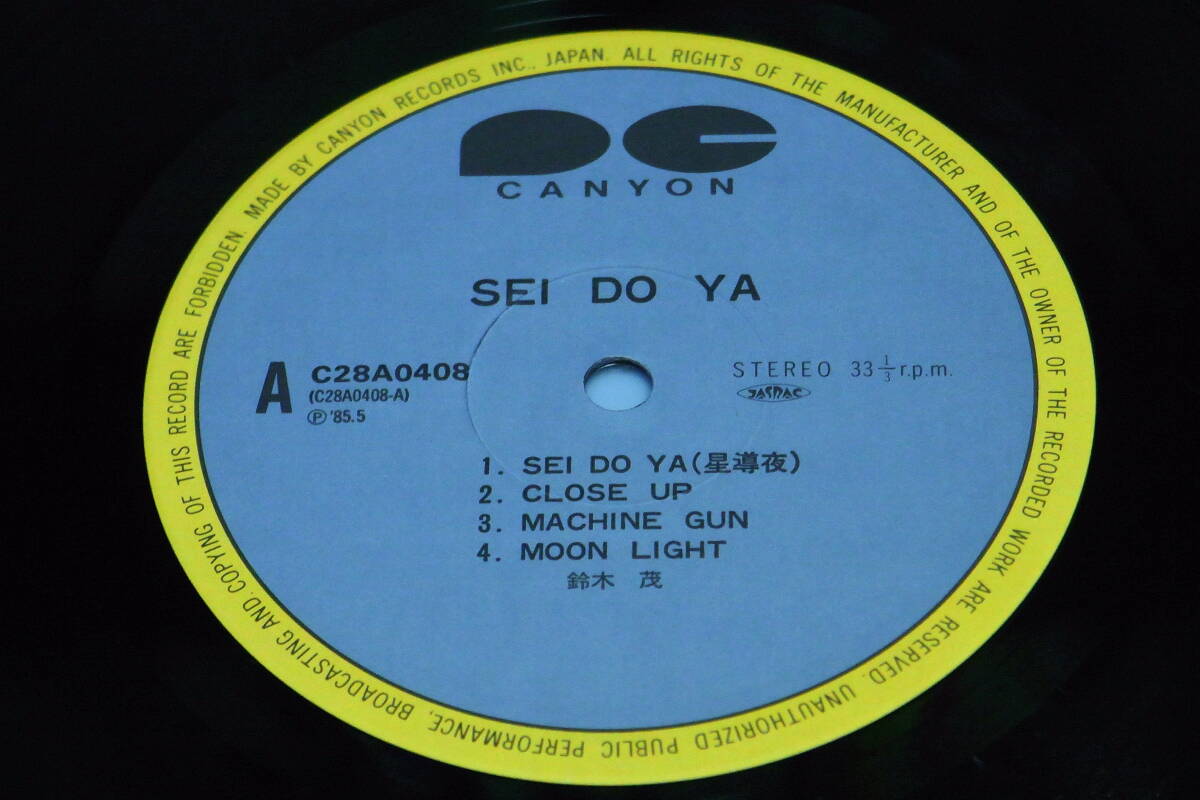 CANYON
SEI DO YA
A
C28A0408
(C28A0408-A)
Ⓟ '85.5
STEREO 33 1/3 r.p.m.
JASRAC
1. SEI DO YA(星導夜)
2. CLOSE UP
3. MACHINE GUN
4. MOON LIGHT
鈴木 茂
MADE BY CANYON RECORDS INC., JAPAN. ALL RIGHTS OF THE MANUFACTURER AND OF THE OWNER OF THE RECORDED WORK ARE RESERVED. UNAUTHORIZED PUBLIC PERFORMANCE, BROADCASTING AND COPYING OF THIS RECORD ARE FORBIDDEN.